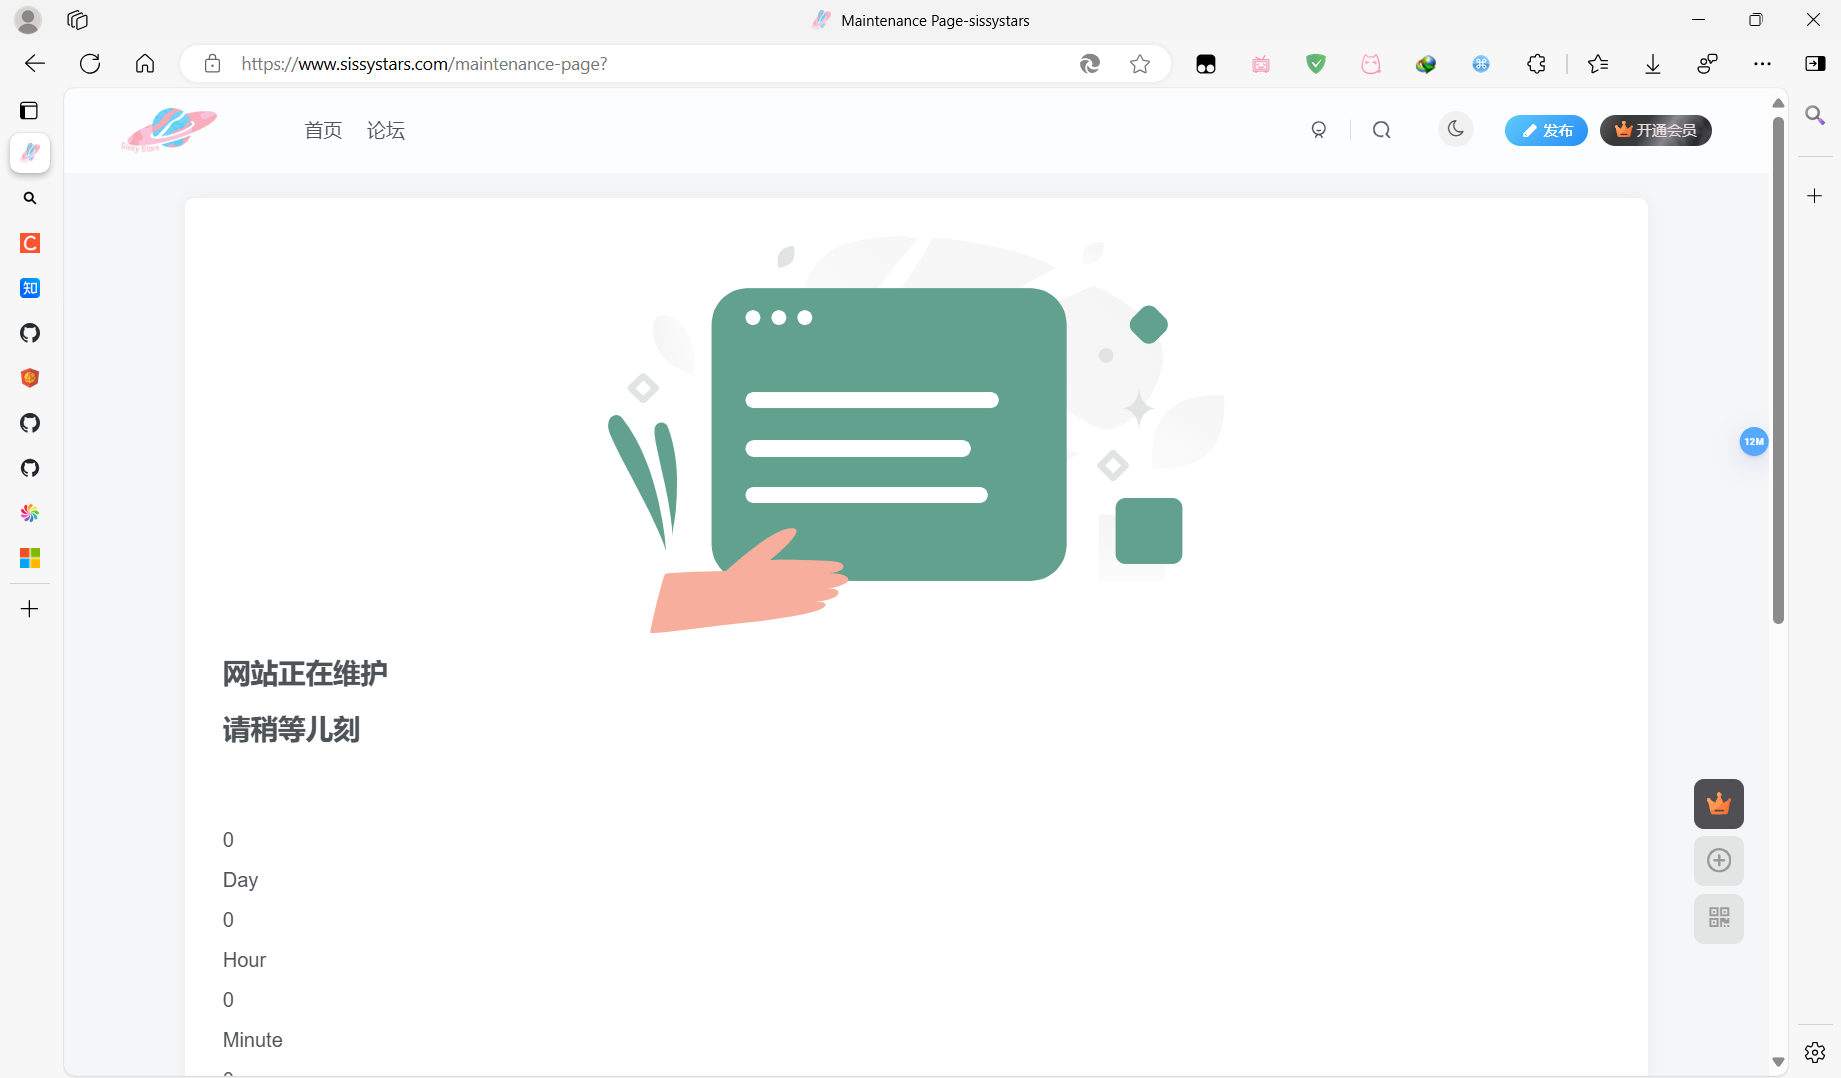 Maintenance Page-sissystars
https://www.sissystars.com/maintenance-page?
Sissy Stars
首页 论坛
发布 开通会员
C
知
12M
网站正在维护
请稍等儿刻
0
Day
0
Hour
0
Minute